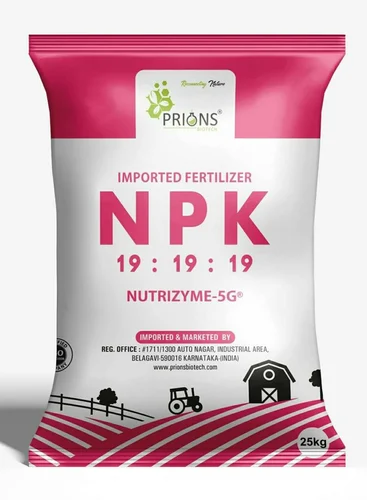 Reconnecting Nature
PRIONS®
BIOTECH
IMPORTED FERTILIZER
NPK
19 : 19 : 19
NUTRIZYME-5G®
IMPORTED & MARKETED BY
REG. OFFICE : #1711/1300 AUTO NAGAR, INDUSTRIAL AREA,
BELAGAVI-590016 KARNATAKA (INDIA)
www.prionsbiotech.com
25kg